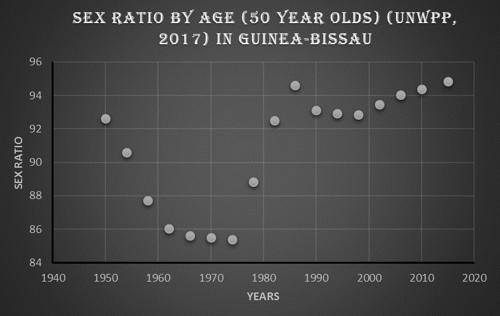 SEX RATIO BY AGE (50 YEAR OLDS) (UNWPP,
2017) IN GUINEA-BISSAU
96
94
92
90
88
86
84
SEX RATIO
1940 1950 1960 1970 1980 1990 2000 2010 2020
YEARS